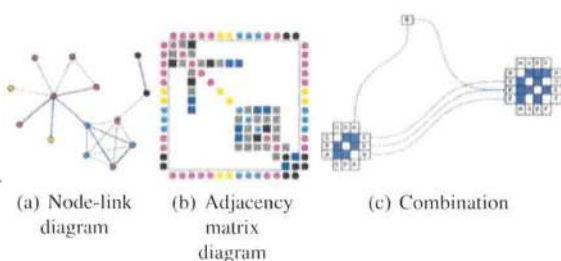 (a) Node-link
diagram
(b) Adjacency
matrix
diagram
(c) Combination